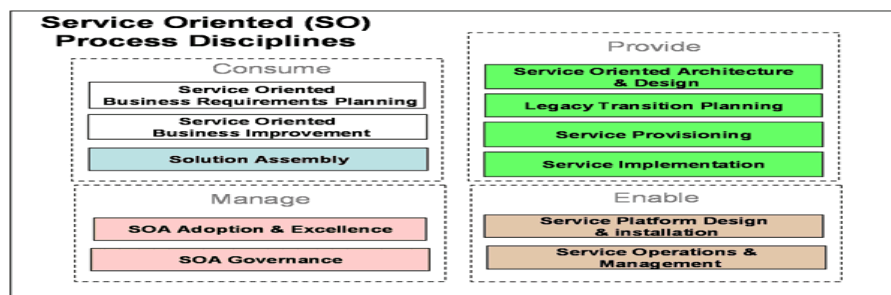 Service Oriented (SO)
Process Disciplines
Consume
Service Oriented
Business Requirements Planning
Service Oriented
Business Improvement
Solution Assembly
Provide
Service Oriented Architecture
& Design
Legacy Transition Planning
Service Provisioning
Service Implementation
Manage
SOA Adoption & Excellence
SOA Governance
Enable
Service Platform Design
& installation
Service Operations &
Management